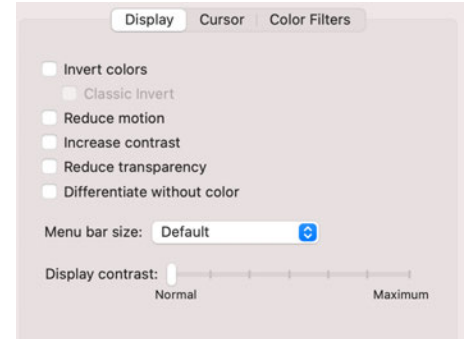 Display Cursor Color Filters
Invert colors
Classic Invert
Reduce motion
Increase contrast
Reduce transparency
Differentiate without color
Menu bar size: Default
Display contrast:
Normal Maximum